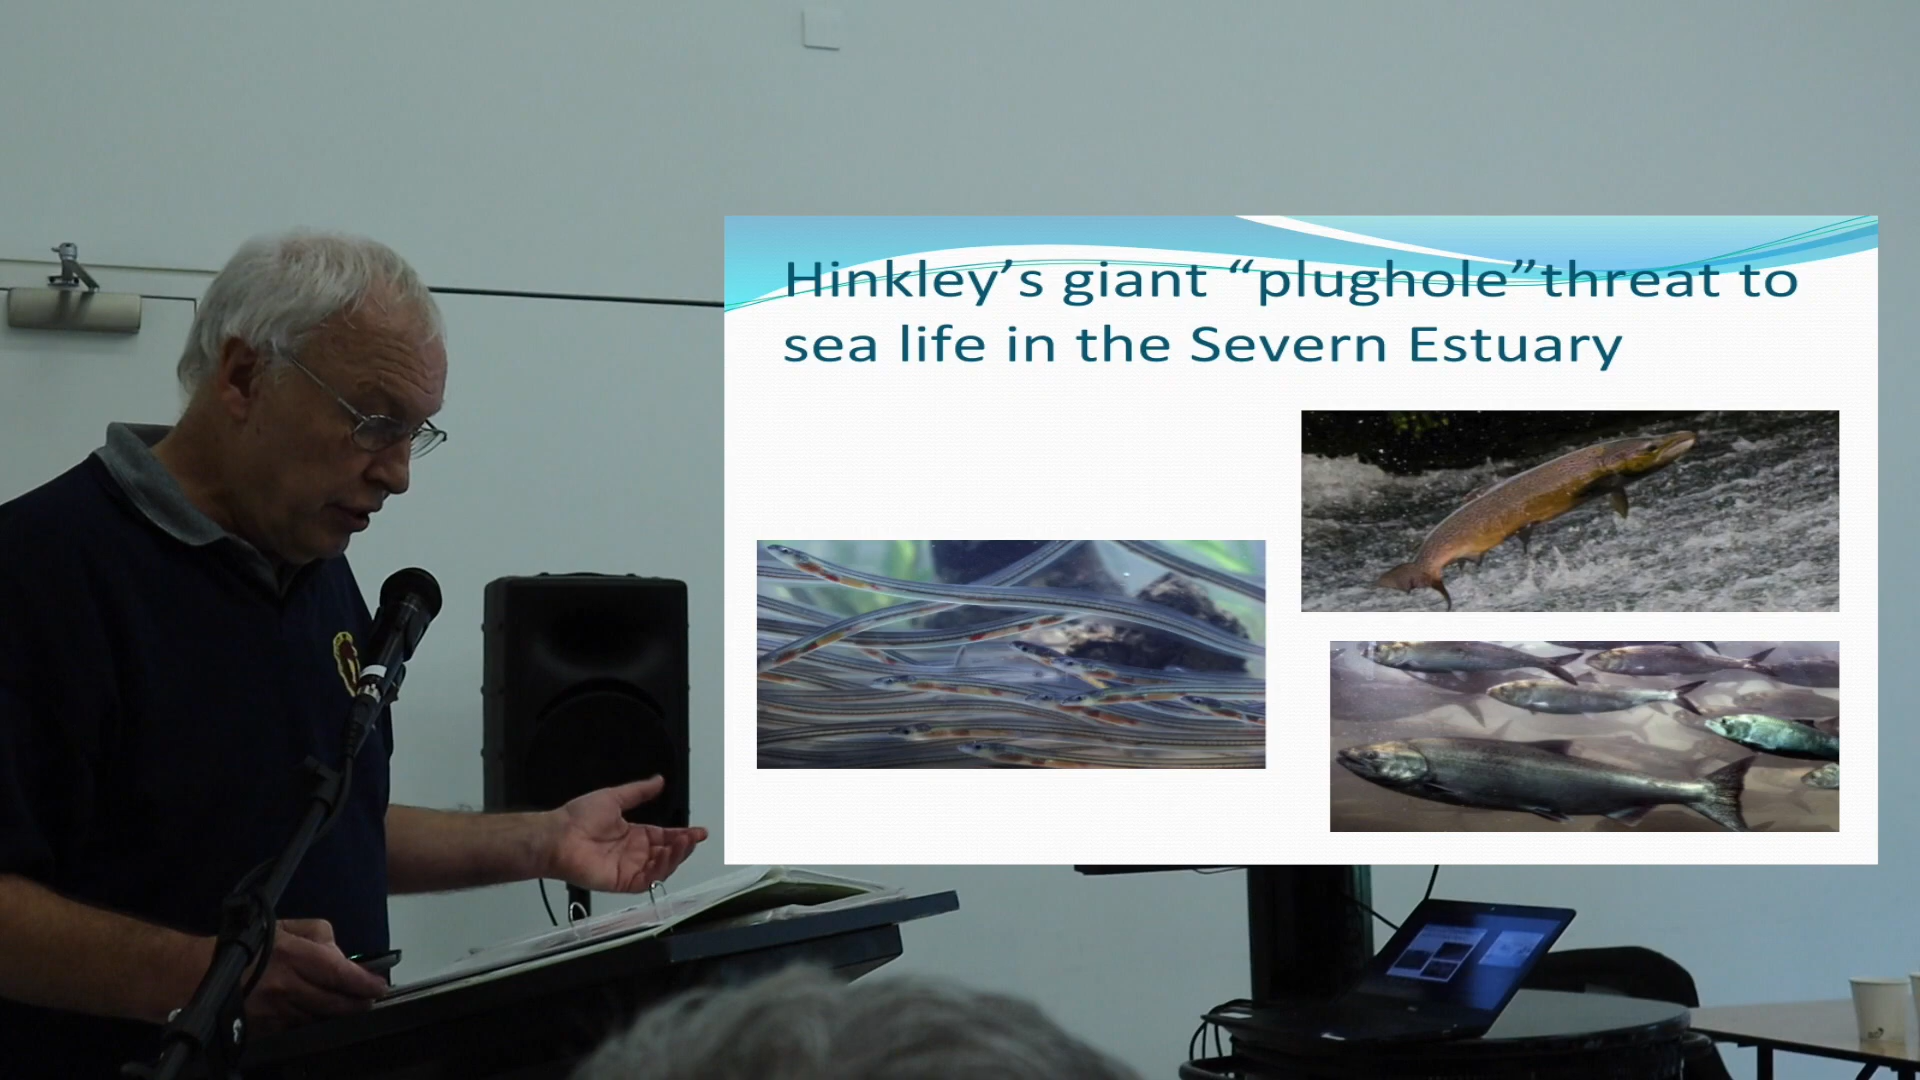 Hinkley’s giant “plughole”threat to
sea life in the Severn Estuary